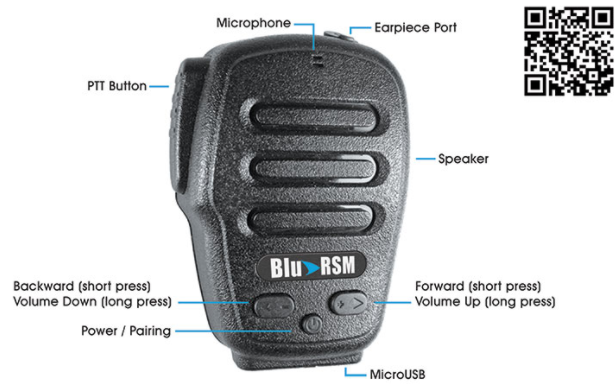 Microphone
Earpiece Port
PTT Button
Speaker
Blu RSM
Backward (short press)
Volume Down (long press)
Forward (short press)
Volume Up (long press)
Power / Pairing
MicroUSB